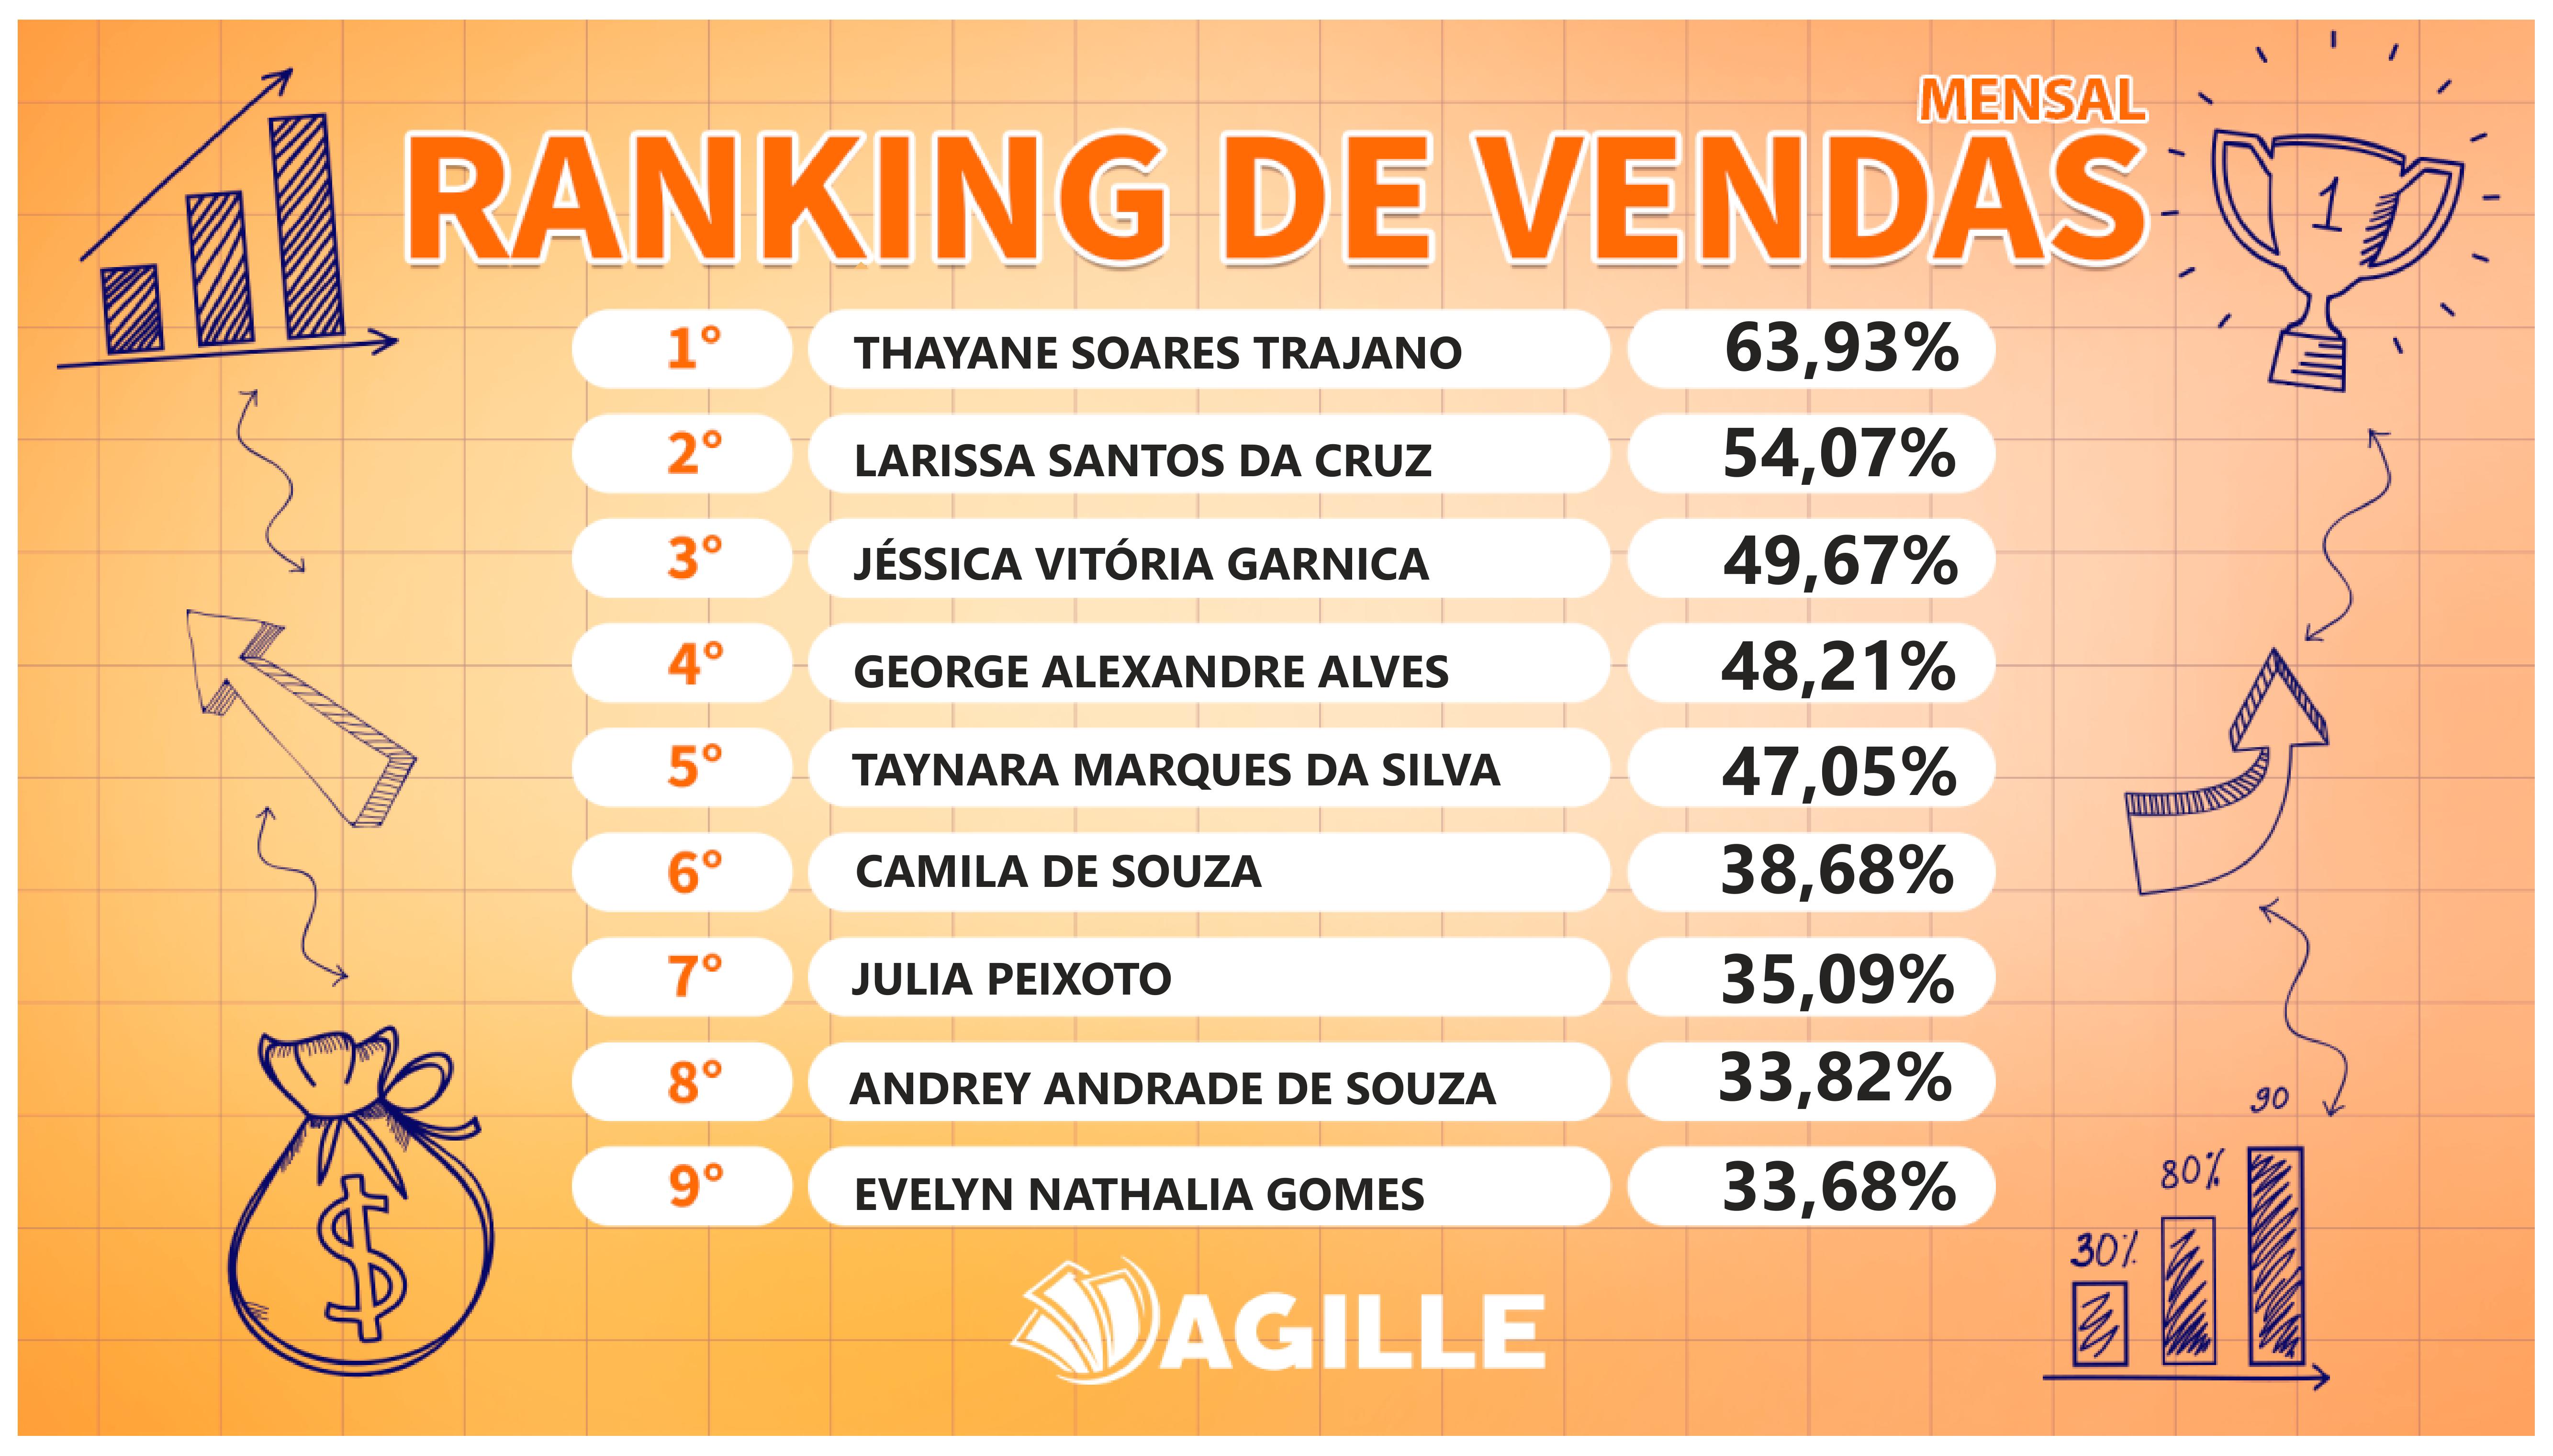 MENSAL
RANKING DE VENDAS
1
1° THAYANE SOARES TRAJANO 63,93%
2° LARISSA SANTOS DA CRUZ 54,07%
3° JÉSSICA VITÓRIA GARNICA 49,67%
4° GEORGE ALEXANDRE ALVES 48,21%
5° TAYNARA MARQUES DA SILVA 47,05%
6° CAMILA DE SOUZA 38,68%
7° JULIA PEIXOTO 35,09%
8° ANDREY ANDRADE DE SOUZA 33,82%
9° EVELYN NATHALIA GOMES 33,68%
$
90
80%
30%
AGILLE